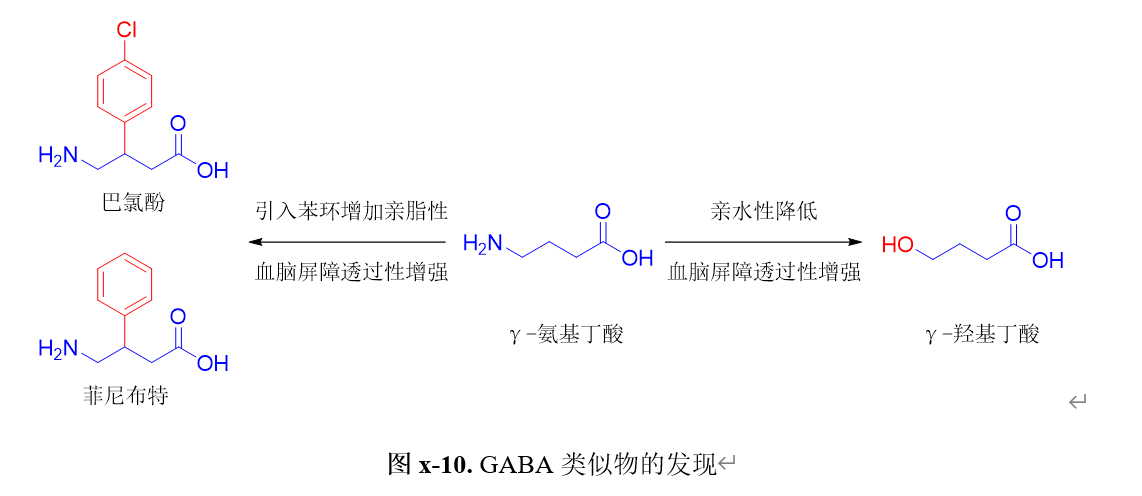 Cl
O
H₂N
OH
巴氯酚
引入苯环增加亲脂性
血脑屏障透过性增强
O
H₂N
OH
γ-氨基丁酸
亲水性降低
血脑屏障透过性增强
O
HO
OH
γ-羟基丁酸
O
H₂N
OH
菲尼布特
图 x-10. GABA 类似物的发现